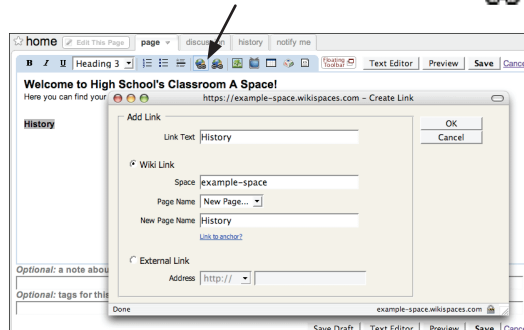 home Edit This Page page discussion history notify me
B I U Heading 3 Floating Toolbar Text Editor Preview Save Cance
Welcome to High School's Classroom A Space!
Here you can find your
History
https://example-space.wikispaces.com – Create Link
Add Link
Link Text History
OK
Cancel
Wiki Link
Space example-space
Page Name New Page...
New Page Name History
Link to anchor?
External Link
Address http://
Optional: a note abou
Optional: tags for this
Done example-space.wikispaces.com
Save Draft Text Editor Preview Save Cance